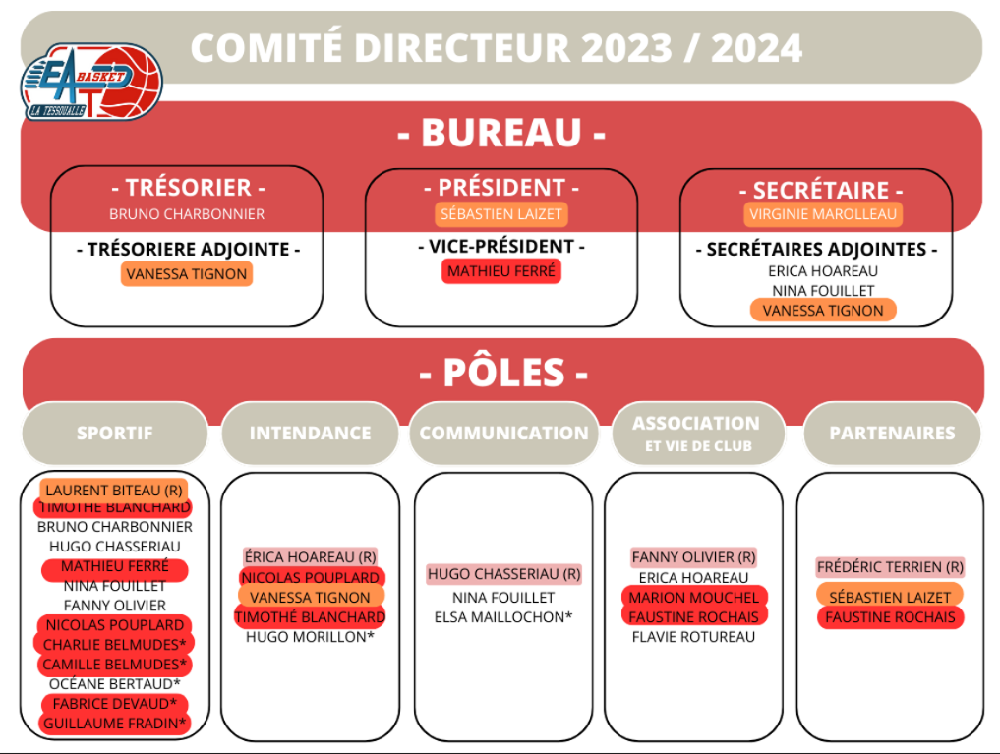 COMITÉ DIRECTEUR 2023 / 2024
EAT BASKET
LA TESSOUALLE
- BUREAU -
- TRÉSORIER -
BRUNO CHARBONNIER
- TRÉSORIERE ADJOINTE -
VANESSA TIGNON
- PRÉSIDENT -
SÉBASTIEN LAIZET
- VICE-PRÉSIDENT -
MATHIEU FERRÉ
- SECRÉTAIRE -
VIRGINIE MAROLLEAU
- SECRÉTAIRES ADJOINTES -
ERICA HOAREAU
NINA FOUILLET
VANESSA TIGNON
- PÔLES -
SPORTIF
LAURENT BITEAU (R)
TIMOTHÉ BLANCHARD
BRUNO CHARBONNIER
HUGO CHASSERIAU
MATHIEU FERRÉ
NINA FOUILLET
FANNY OLIVIER
NICOLAS POUPLARD
CHARLIE BELMUDES*
CAMILLE BELMUDES*
OCÉANE BERTAUD*
FABRICE DEVAUD*
GUILLAUME FRADIN*
INTENDANCE
ÉRICA HOAREAU (R)
NICOLAS POUPLARD
VANESSA TIGNON
TIMOTHÉ BLANCHARD
HUGO MORILLON*
COMMUNICATION
HUGO CHASSERIAU (R)
NINA FOUILLET
ELSA MAILLOCHON*
ASSOCIATION
ET VIE DE CLUB
FANNY OLIVIER (R)
ERICA HOAREAU
MARION MOUCHEL
FAUSTINE ROCHAIS
FLAVIE ROTUREAU
PARTENAIRES
FRÉDÉRIC TERRIEN (R)
SÉBASTIEN LAIZET
FAUSTINE ROCHAIS